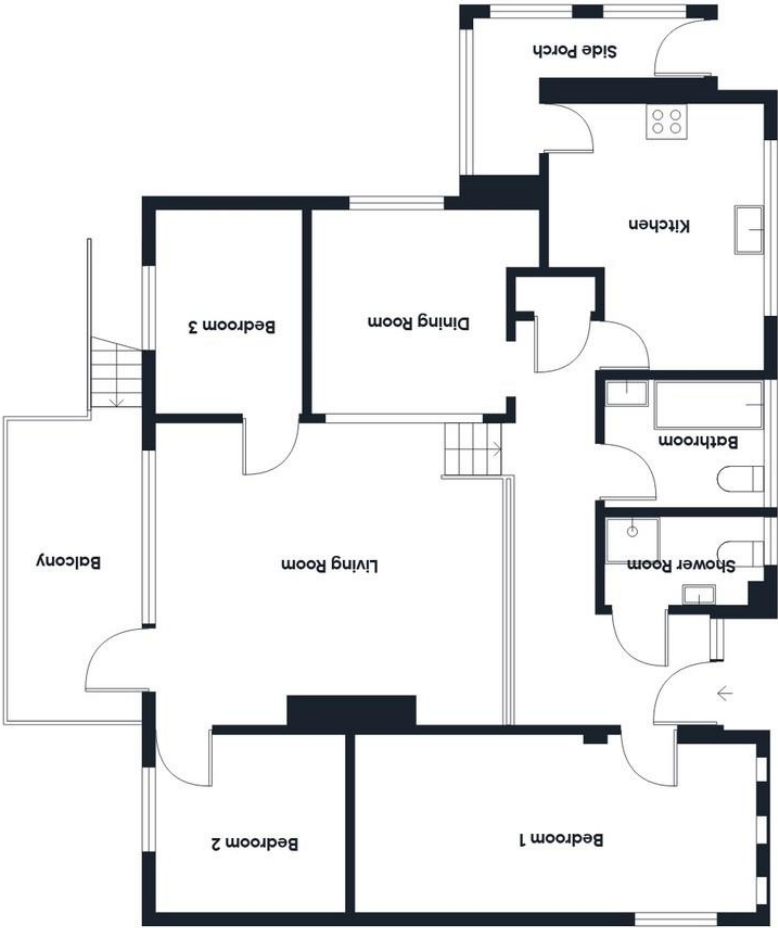 Bedroom 1
Bedroom 2
Shower Room
Living Room
Balcony
Bathroom
Dining Room
Bedroom 3
Kitchen
Side Porch